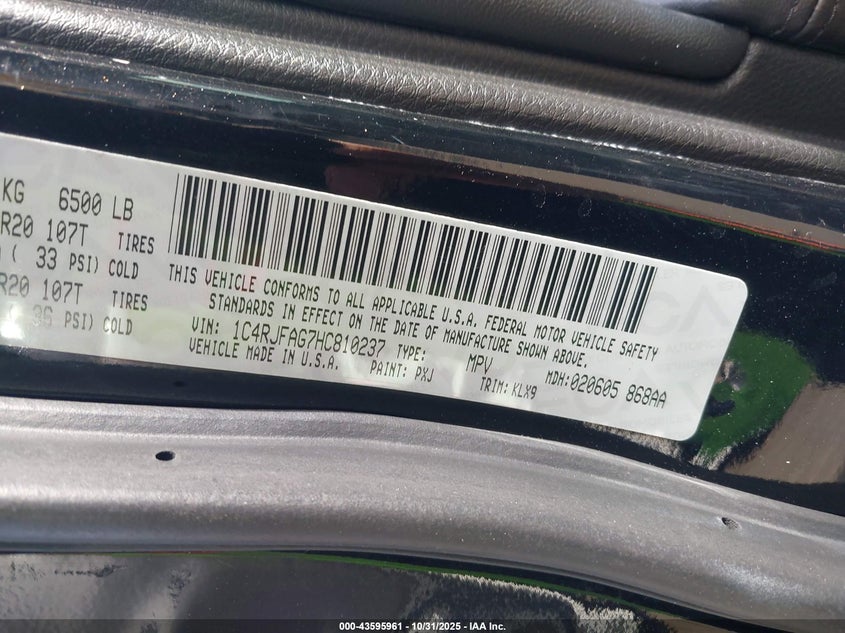 KG 6500 LB
R20 107T TIRES
( 33 PSI) COLD
R20 107T TIRES
36 PSI) COLD
THIS VEHICLE CONFORMS TO ALL APPLICABLE U.S.A. FEDERAL MOTOR VEHICLE SAFETY
STANDARDS IN EFFECT ON THE DATE OF MANUFACTURE SHOWN ABOVE.
VIN: 1C4RJFAG7HC810237 TYPE: MPV MDH:020605 868AA
VEHICLE MADE IN U.S.A. PAINT: PXJ TRIM: KLX9
000-43595961 - 10/31/2025 - IAA Inc.